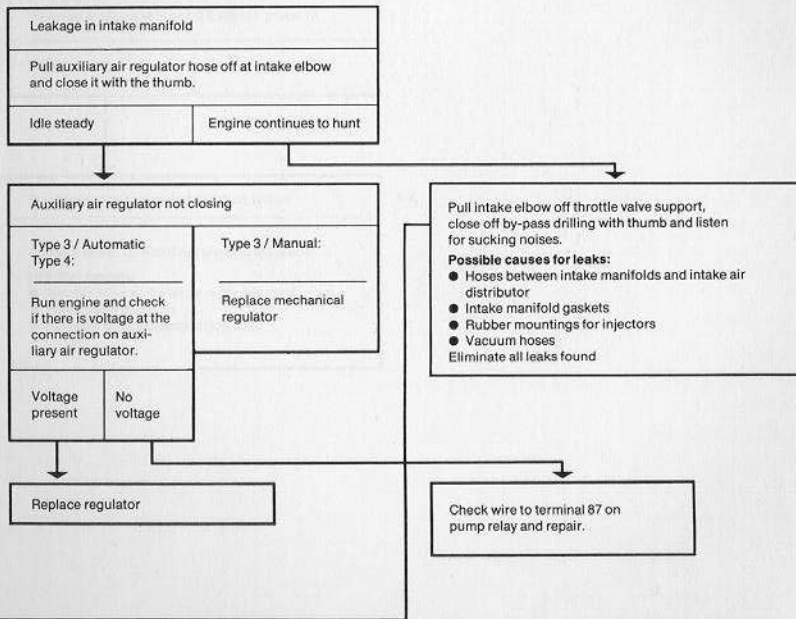 Leakage in intake manifold
Pull auxiliary air regulator hose off at intake elbow
and close it with the thumb.
Idle steady
Engine continues to hunt
Auxiliary air regulator not closing
Type 3 / Automatic
Type 4:
Run engine and check
if there is voltage at the
connection on auxi-
liary air regulator.
Type 3 / Manual:
Replace mechanical
regulator
Voltage
present
No
voltage
Replace regulator
Pull intake elbow off throttle valve support,
close off by-pass drilling with thumb and listen
for sucking noises.
Possible causes for leaks:
● Hoses between intake manifolds and intake air
distributor
● Intake manifold gaskets
● Rubber mountings for injectors
● Vacuum hoses
Eliminate all leaks found
Check wire to terminal 87 on
pump relay and repair.